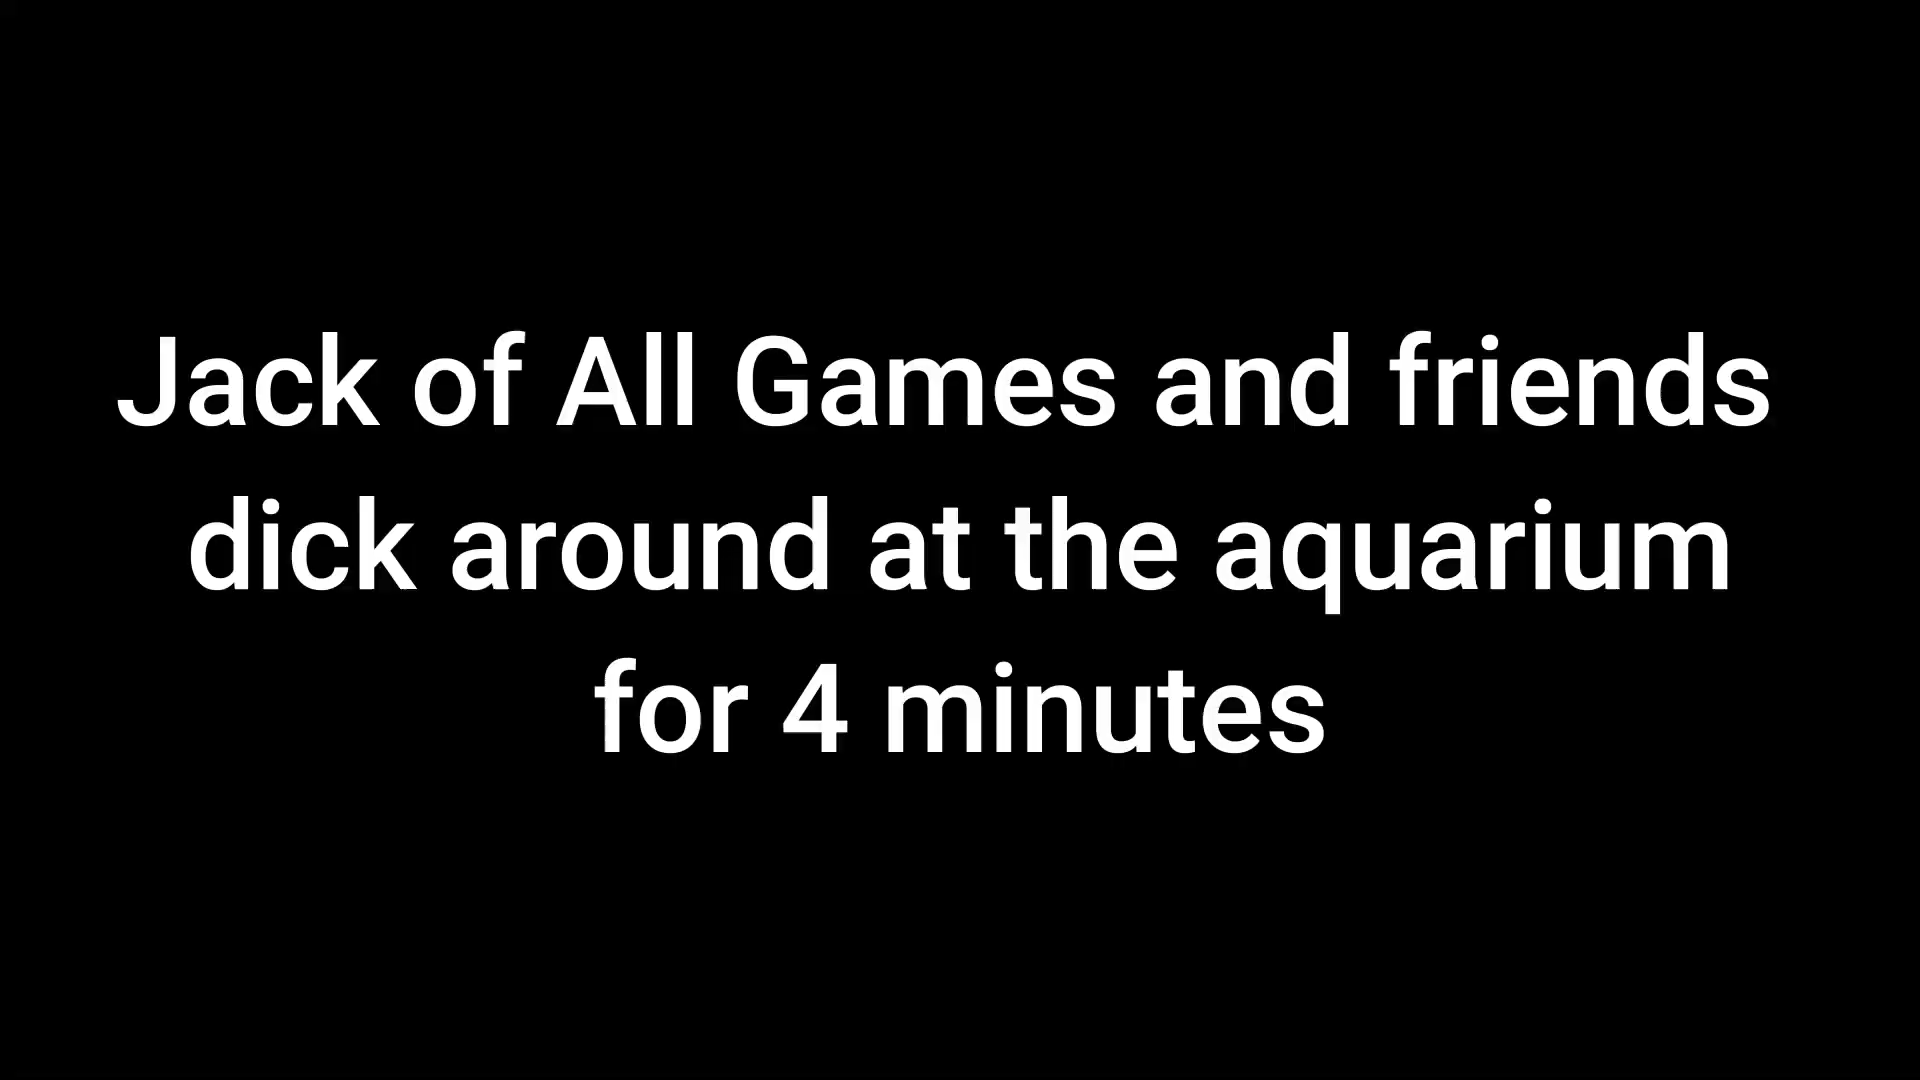 Jack of All Games and friends
dick around at the aquarium
for 4 minutes